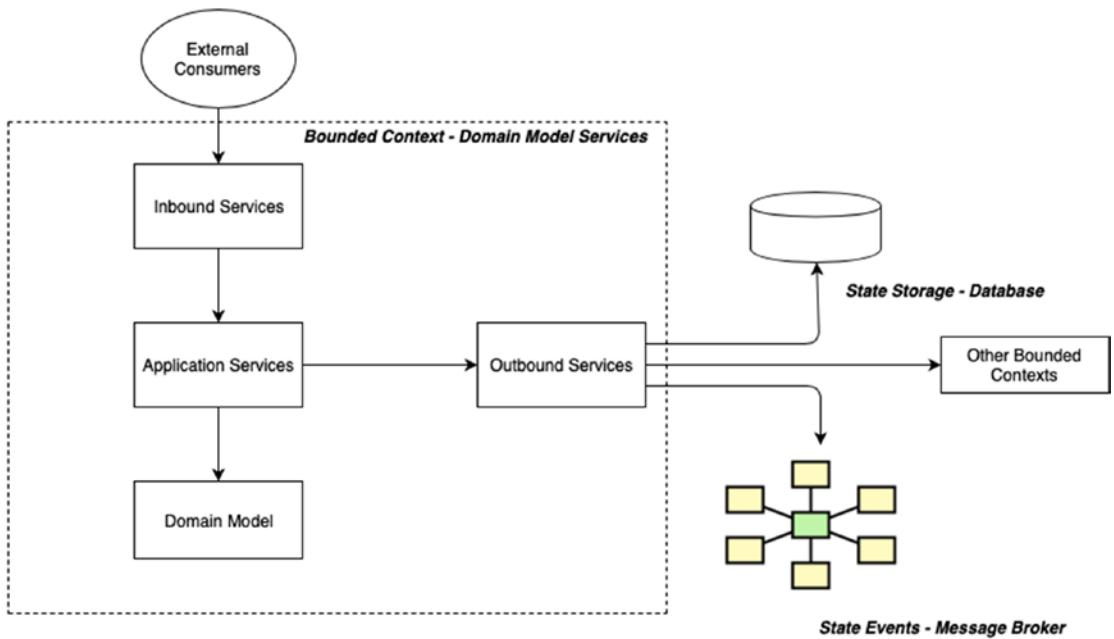 External
Consumers
Bounded Context - Domain Model Services
Inbound Services
State Storage - Database
Application Services
Outbound Services
Other Bounded
Contexts
Domain Model
State Events - Message Broker